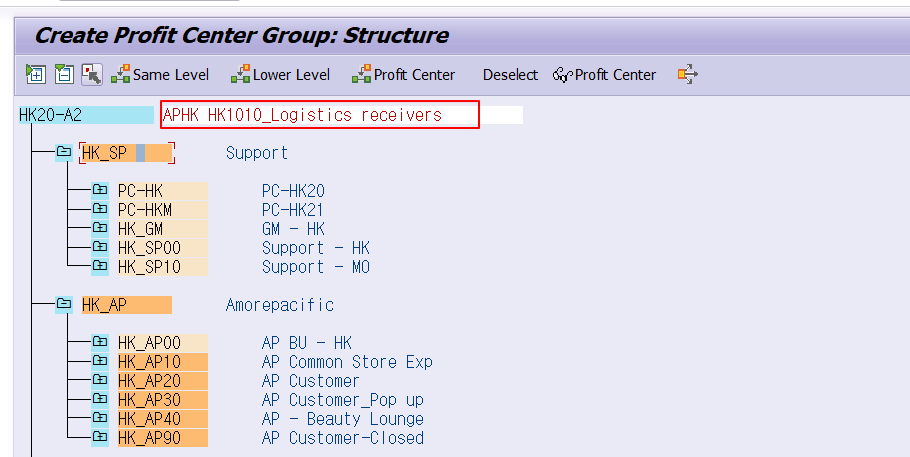 Create Profit Center Group: Structure
Same Level Lower Level Profit Center Deselect Profit Center
HK20-A2 APHK HK1010_Logistics receivers
HK_SP Support
PC-HK PC-HK20
PC-HKM PC-HK21
HK_GM GM - HK
HK_SP00 Support - HK
HK_SP10 Support - MO
HK_AP Amorepacific
HK_AP00 AP BU - HK
HK_AP10 AP Common Store Exp
HK_AP20 AP Customer
HK_AP30 AP Customer_Pop up
HK_AP40 AP - Beauty Lounge
HK_AP90 AP Customer-Closed